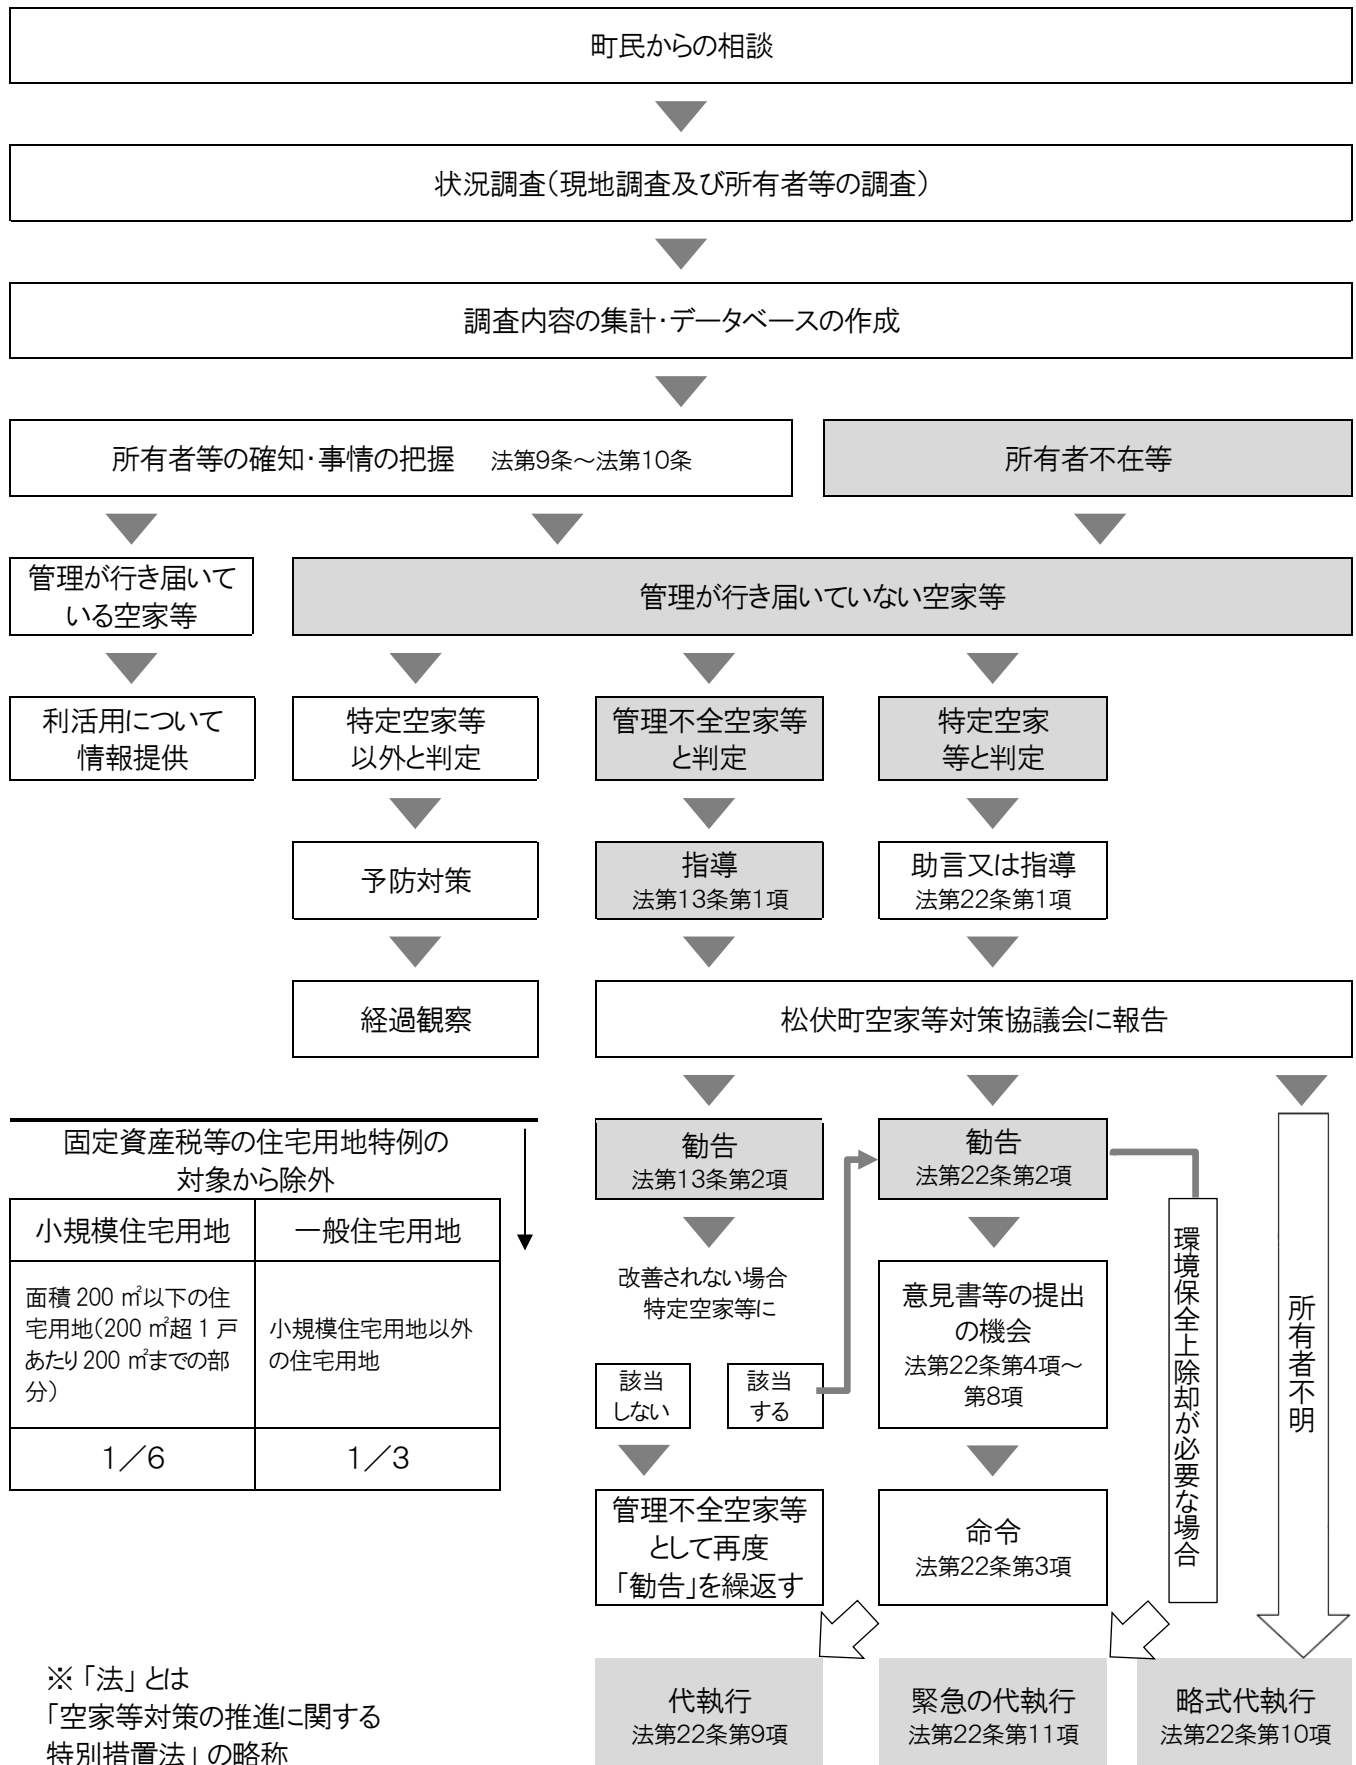 町民からの相談
状況調査（現地調査及び所有者等の調査）
調査内容の集計・データベースの作成
所有者等の確知・事情の把握　法第9条～法第10条
所有者不在等
管理が行き届いて
いる空家等
管理が行き届いていない空家等
利活用について
情報提供
特定空家等
以外と判定
管理不全空家等
と判定
特定空家
等と判定
予防対策
指導
法第13条第1項
助言又は指導
法第22条第1項
経過観察
松伏町空家等対策協議会に報告
固定資産税等の住宅用地特例の
対象から除外
小規模住宅用地
一般住宅用地
面積 200 ㎡以下の住
宅用地（200 ㎡超 1 戸
あたり 200 ㎡までの部
分）
小規模住宅用地以外
の住宅用地
1／6
1／3
勧告
法第13条第2項
勧告
法第22条第2項
改善されない場合
特定空家等に
該当
しない
該当
する
意見書等の提出
の機会
法第22条第4項～
第8項
環境保全上除却が必要な場合
所有者不明
管理不全空家等
として再度
「勧告」を繰返す
命令
法第22条第3項
代執行
法第22条第9項
緊急の代執行
法第22条第11項
略式代執行
法第22条第10項
※「法」とは
「空家等対策の推進に関する
特別措置法」の略称